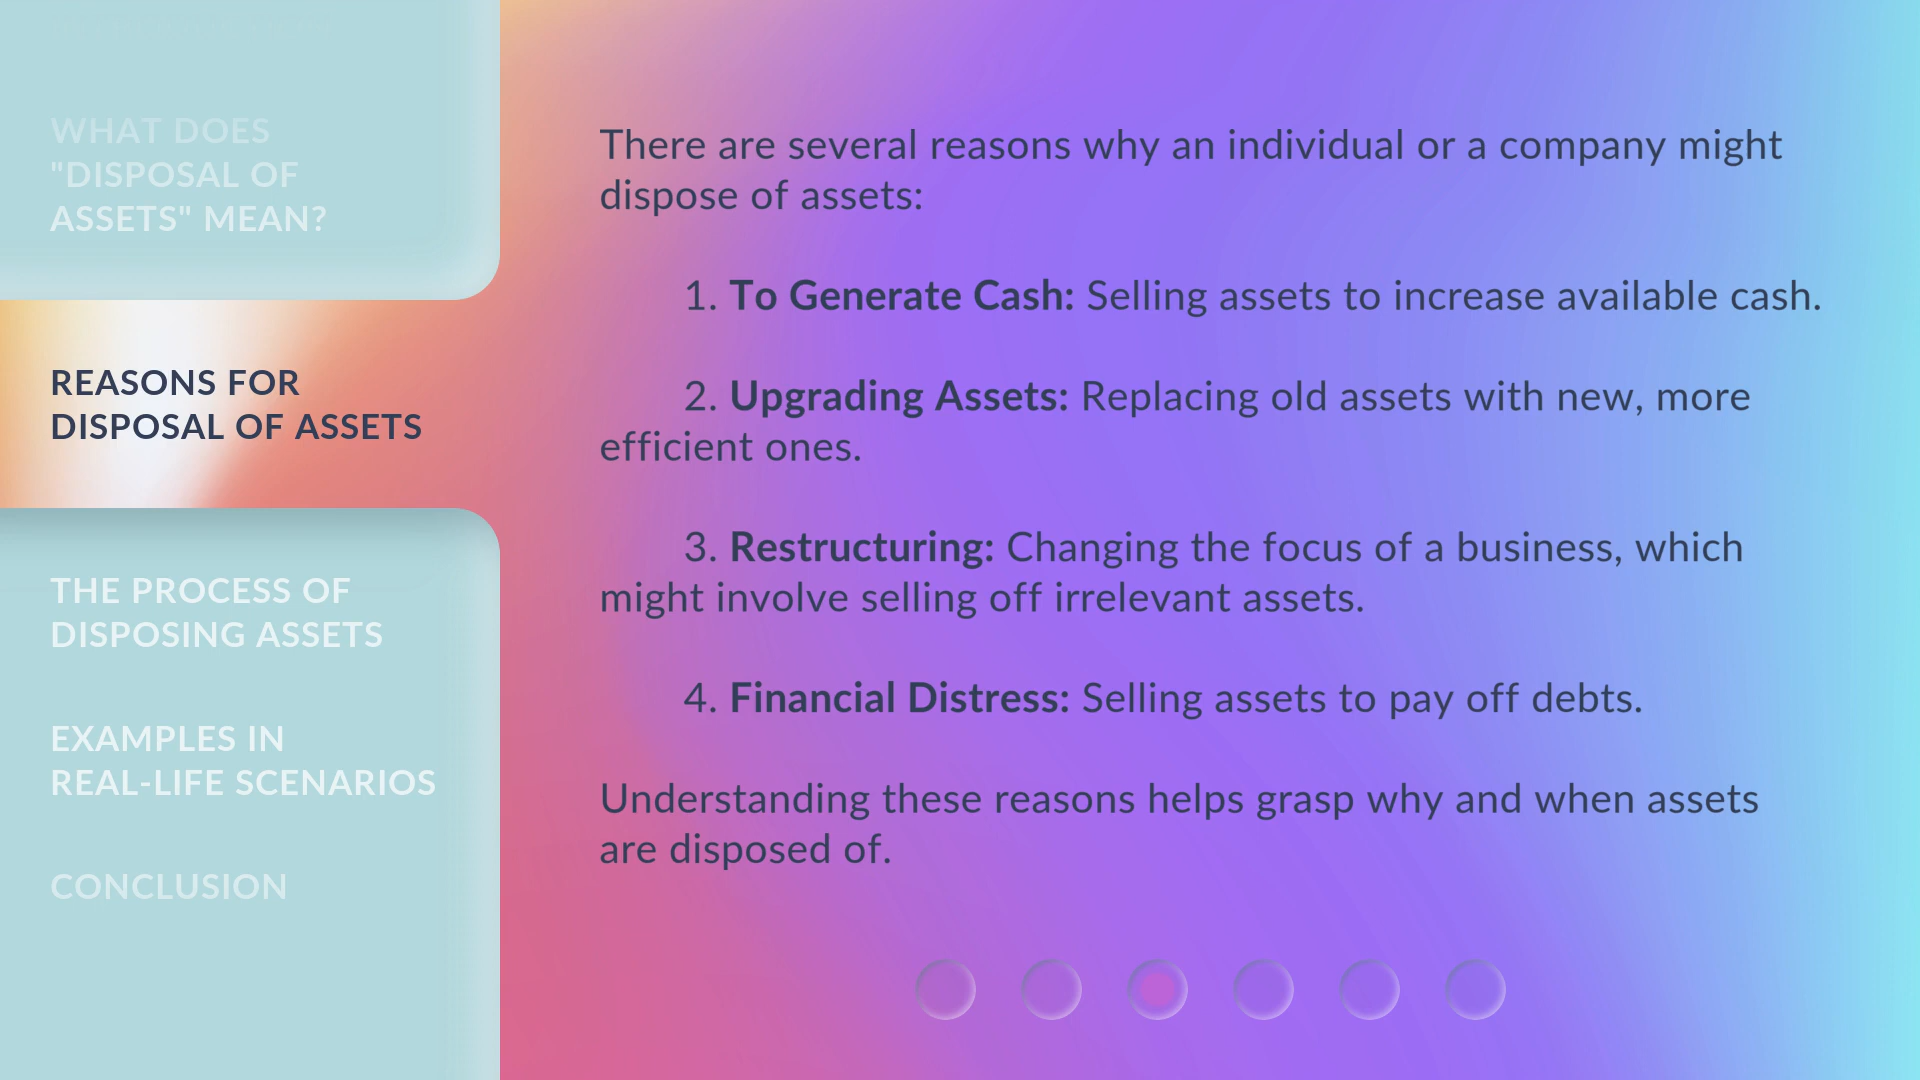 WHAT DOES
"DISPOSAL OF
ASSETS" MEAN?
REASONS FOR
DISPOSAL OF ASSETS
THE PROCESS OF
DISPOSING ASSETS
EXAMPLES IN
REAL-LIFE SCENARIOS
CONCLUSION
There are several reasons why an individual or a company might
dispose of assets:
1. To Generate Cash: Selling assets to increase available cash.
2. Upgrading Assets: Replacing old assets with new, more
efficient ones.
3. Restructuring: Changing the focus of a business, which
might involve selling off irrelevant assets.
4. Financial Distress: Selling assets to pay off debts.
Understanding these reasons helps grasp why and when assets
are disposed of.